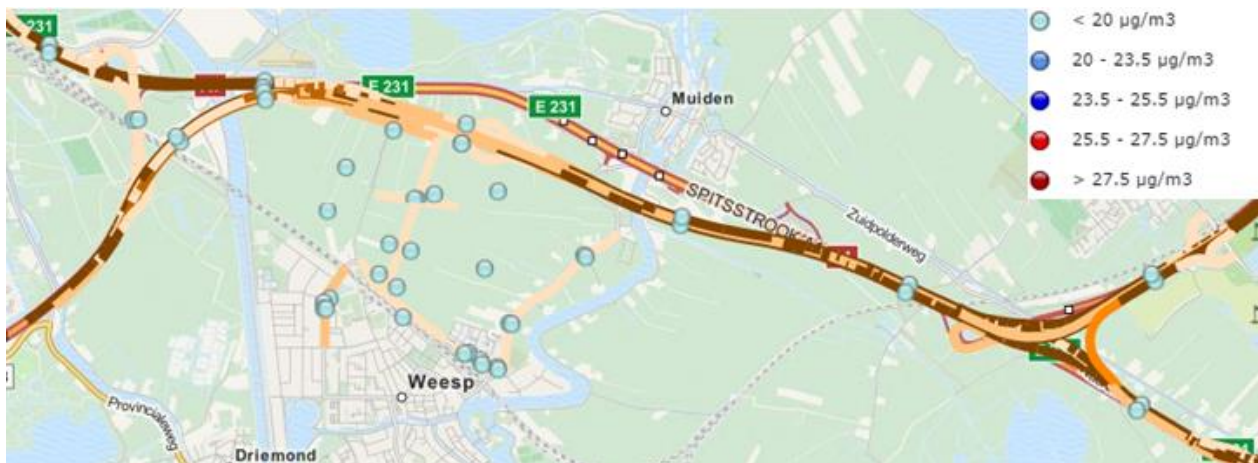 231
E 231
E 231
Muiden
SPITSSTROOK
Zuidpolderweg
Weesp
Provincialeweg
Driemond
< 20 µg/m3
20 - 23.5 µg/m3
23.5 - 25.5 µg/m3
25.5 - 27.5 µg/m3
> 27.5 µg/m3